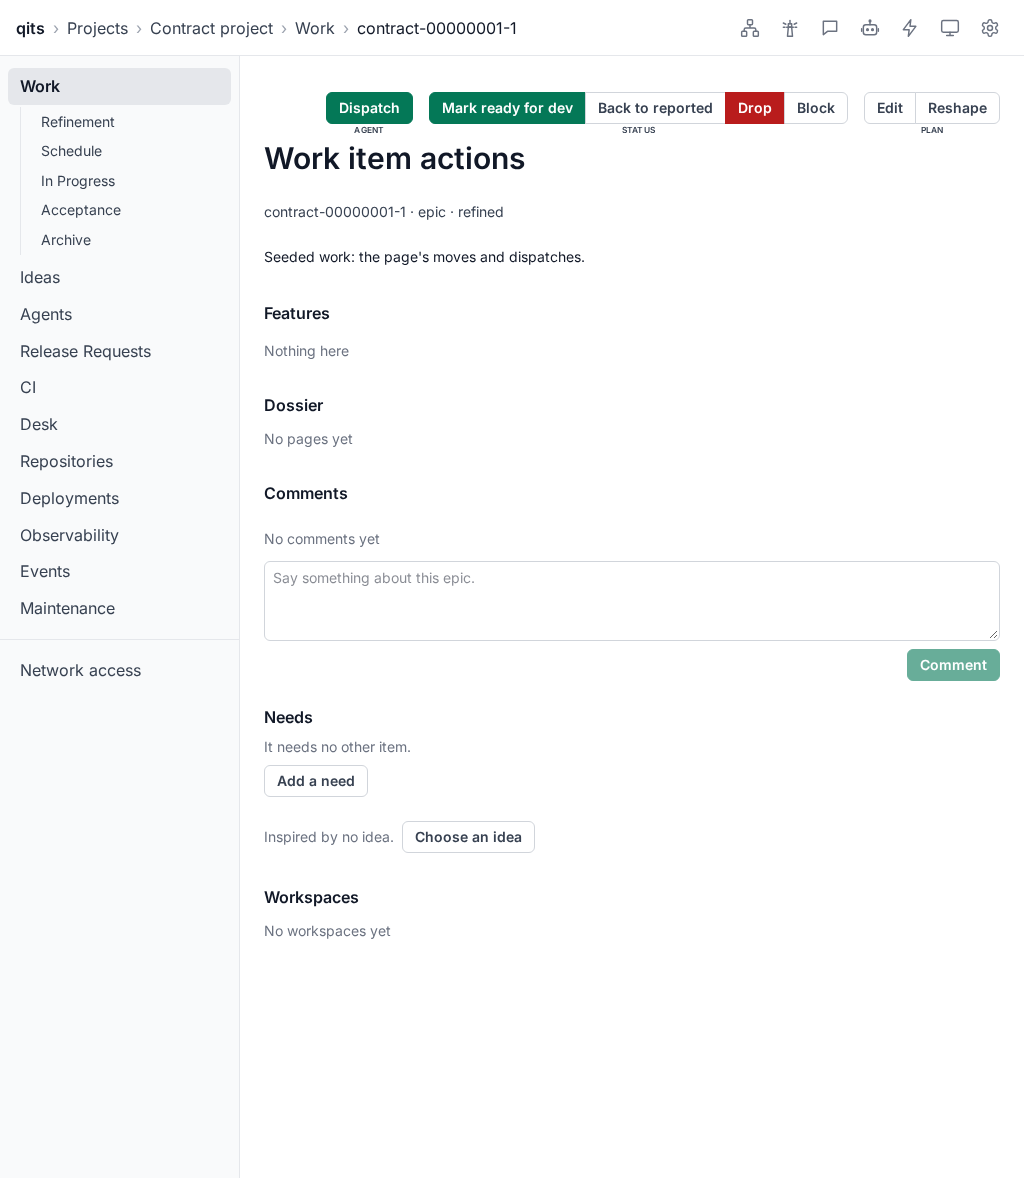 qits › Projects › Contract project › Work › contract-00000001-1
Work
Refinement
Schedule
In Progress
Acceptance
Archive
Ideas
Agents
Release Requests
CI
Desk
Repositories
Deployments
Observability
Events
Maintenance
Network access
Dispatch
AGENT
Mark ready for dev Back to reported Drop Block
STATUS
Edit Reshape
PLAN
Work item actions
contract-00000001-1 · epic · refined
Seeded work: the page's moves and dispatches.
Features
Nothing here
Dossier
No pages yet
Comments
No comments yet
Say something about this epic.
Comment
Needs
It needs no other item.
Add a need
Inspired by no idea. Choose an idea
Workspaces
No workspaces yet